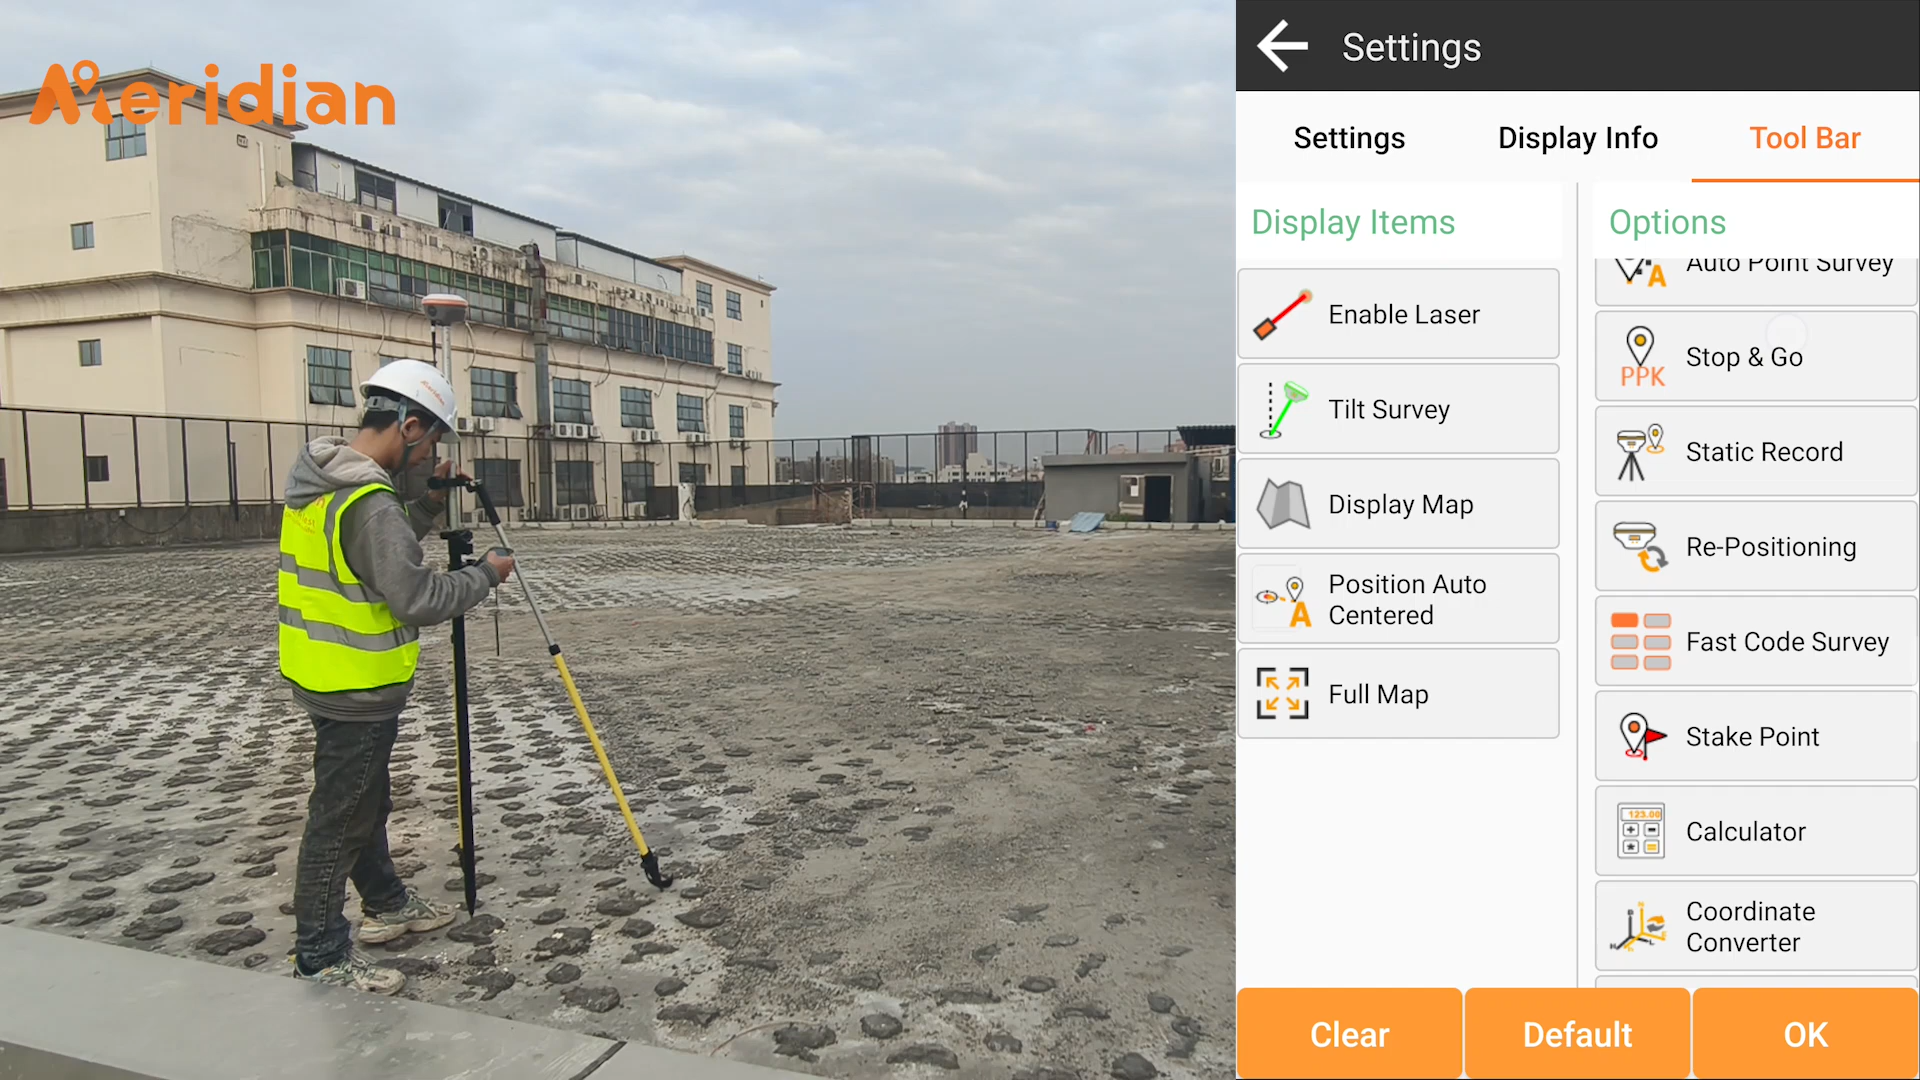 Meridian
Settings
Settings
Display Info
Tool Bar
Display Items
Options
Enable Laser
Tilt Survey
Display Map
Position Auto
Centered
Full Map
Auto Point Survey
PPK
Stop & Go
Static Record
Re-Positioning
Fast Code Survey
Stake Point
123.00
Calculator
Coordinate
Converter
Clear
Default
OK